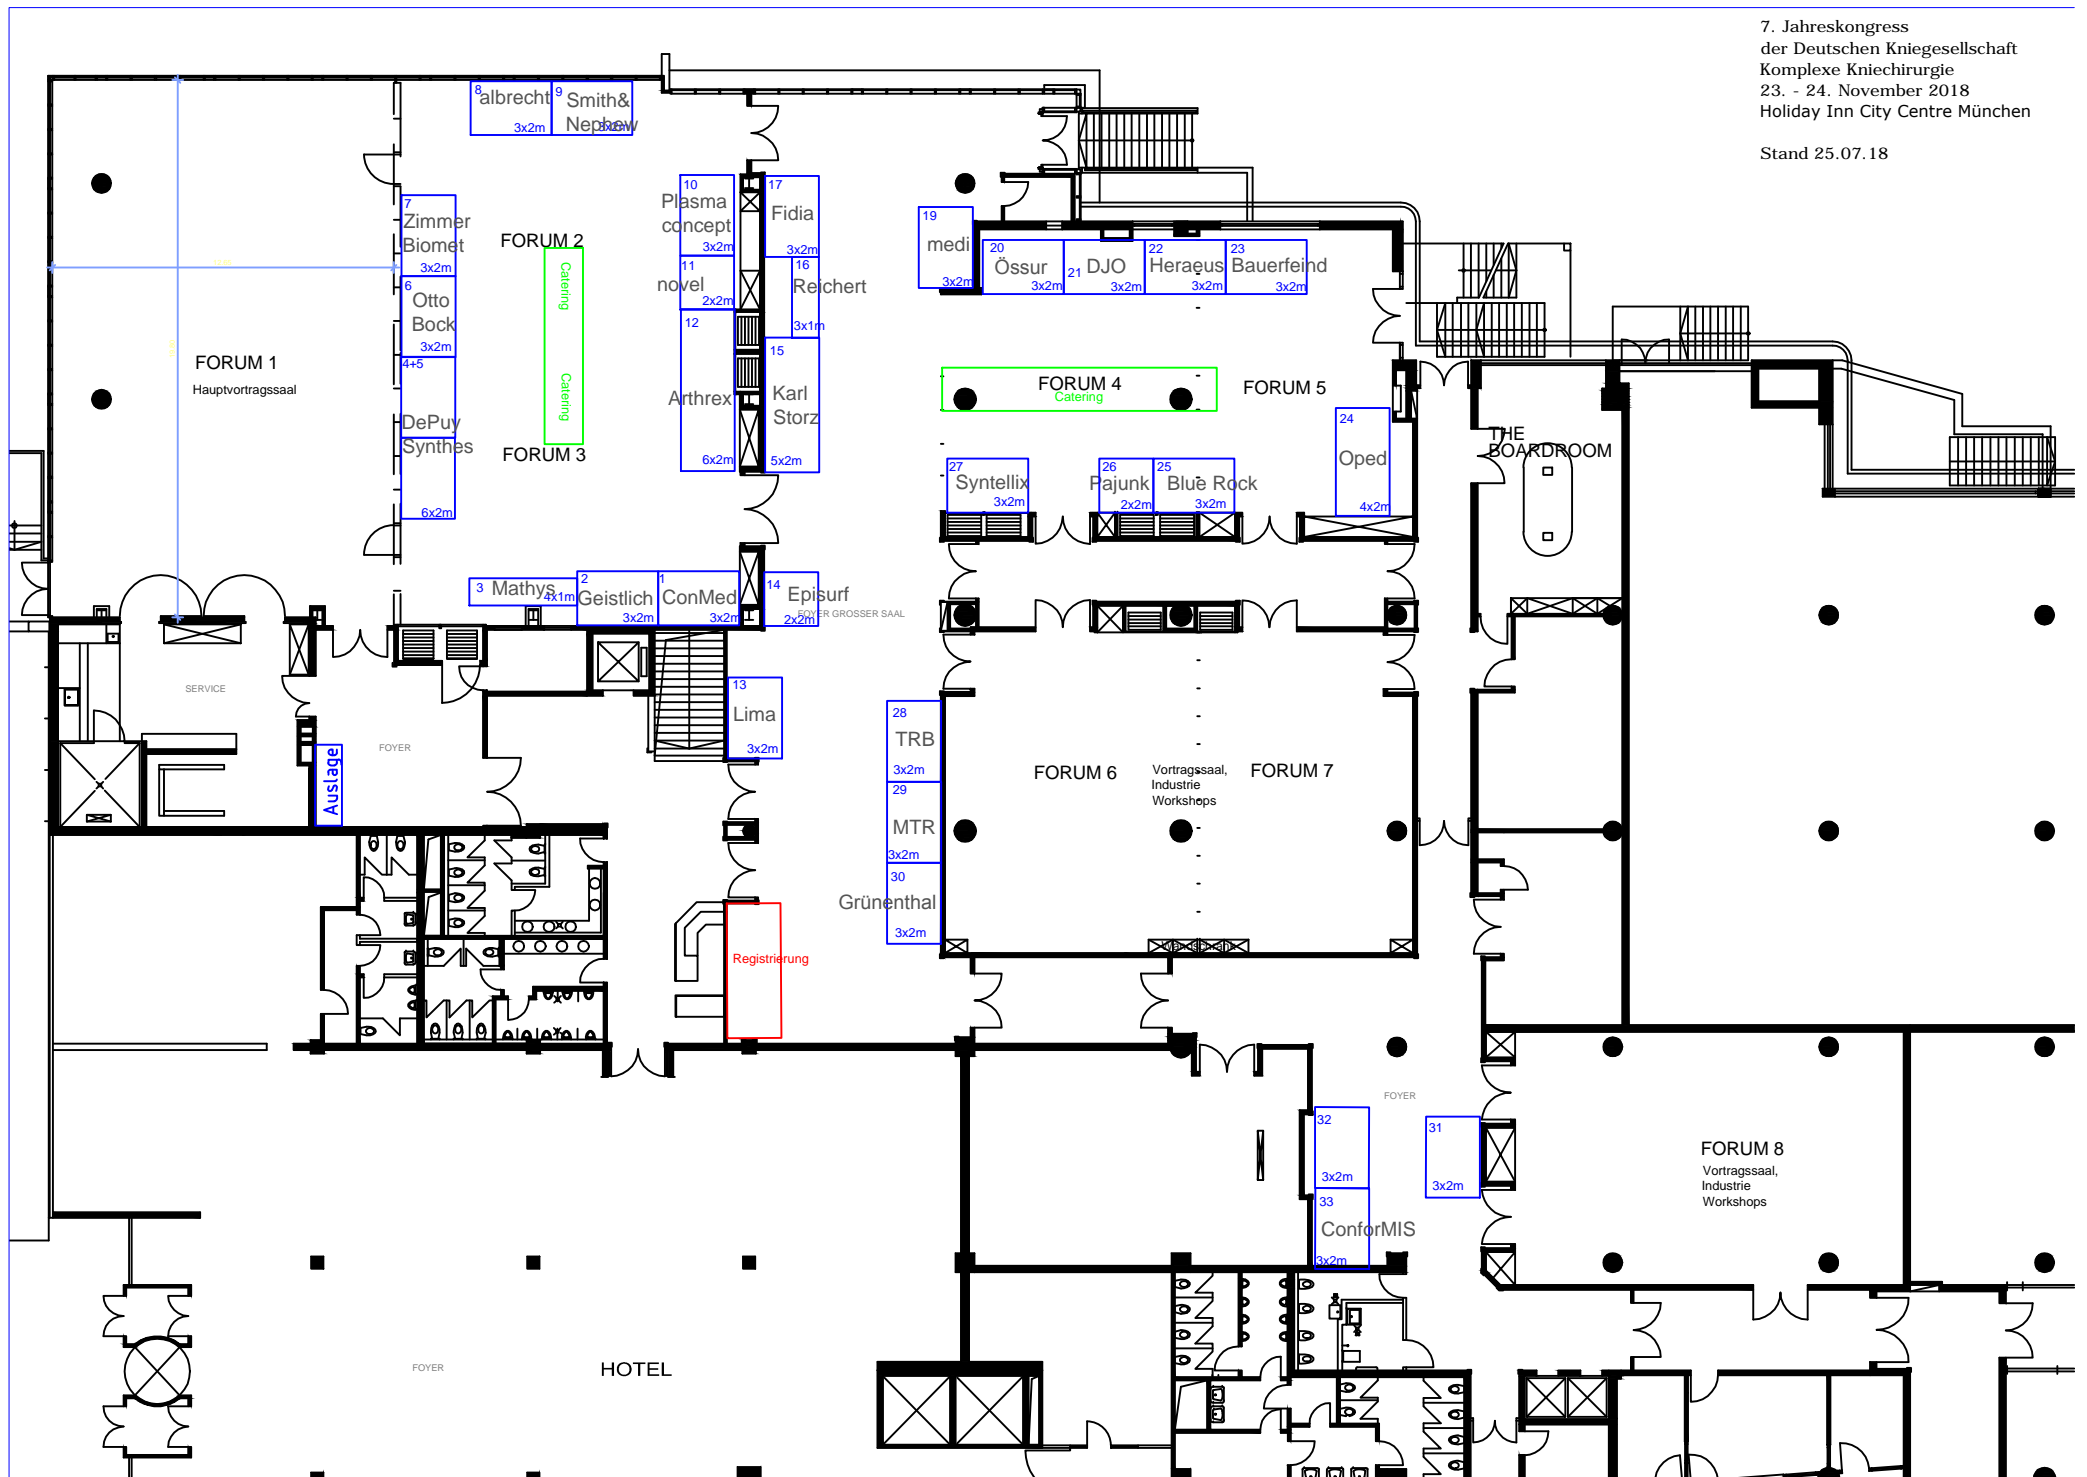 7. Jahreskongress
der Deutschen Kniegesellschaft
Komplexe Kniechirurgie
23. - 24. November 2018
Holiday Inn City Centre München
Stand 25.07.18
8
albrecht
3x2m
9
Smith&
Nephew
3x2m
10
Plasma
concept
3x2m
17
Fidia
3x2m
7
Zimmer
Biomet
3x2m
FORUM 2
19
medi
3x2m
20
Össur
3x2m
21
DJO
3x2m
22
Heraeus
3x2m
23
Bauerfeind
3x2m
11
novel
2x2m
16
Reichert
3x1m
Catering
Catering
6
Otto
Bock
3x2m
12
Arthrex
6x2m
15
Karl
Storz
5x2m
FORUM 1
Hauptvortragssaal
4+5
DePuy
Synthes
6x2m
FORUM 3
FORUM 4
Catering
FORUM 5
24
Oped
4x2m
THE
BOARDROOM
27
Syntellix
3x2m
26
Pajunk
2x2m
25
Blue Rock
3x2m
3
Mathys
4x1m
2
Geistlich
3x2m
1
ConMed
3x2m
14
Episurf
2x2m
FOYER GROSSER SAAL
SERVICE
13
Lima
3x2m
28
TRB
3x2m
FOYER
Auslage
29
MTR
3x2m
FORUM 6
Vortragssaal,
Industrie
Workshops
FORUM 7
30
Grünenthal
3x2m
Registrierung
FOYER
32
3x2m
31
3x2m
33
ConforMIS
3x2m
FORUM 8
Vortragssaal,
Industrie
Workshops
FOYER
HOTEL